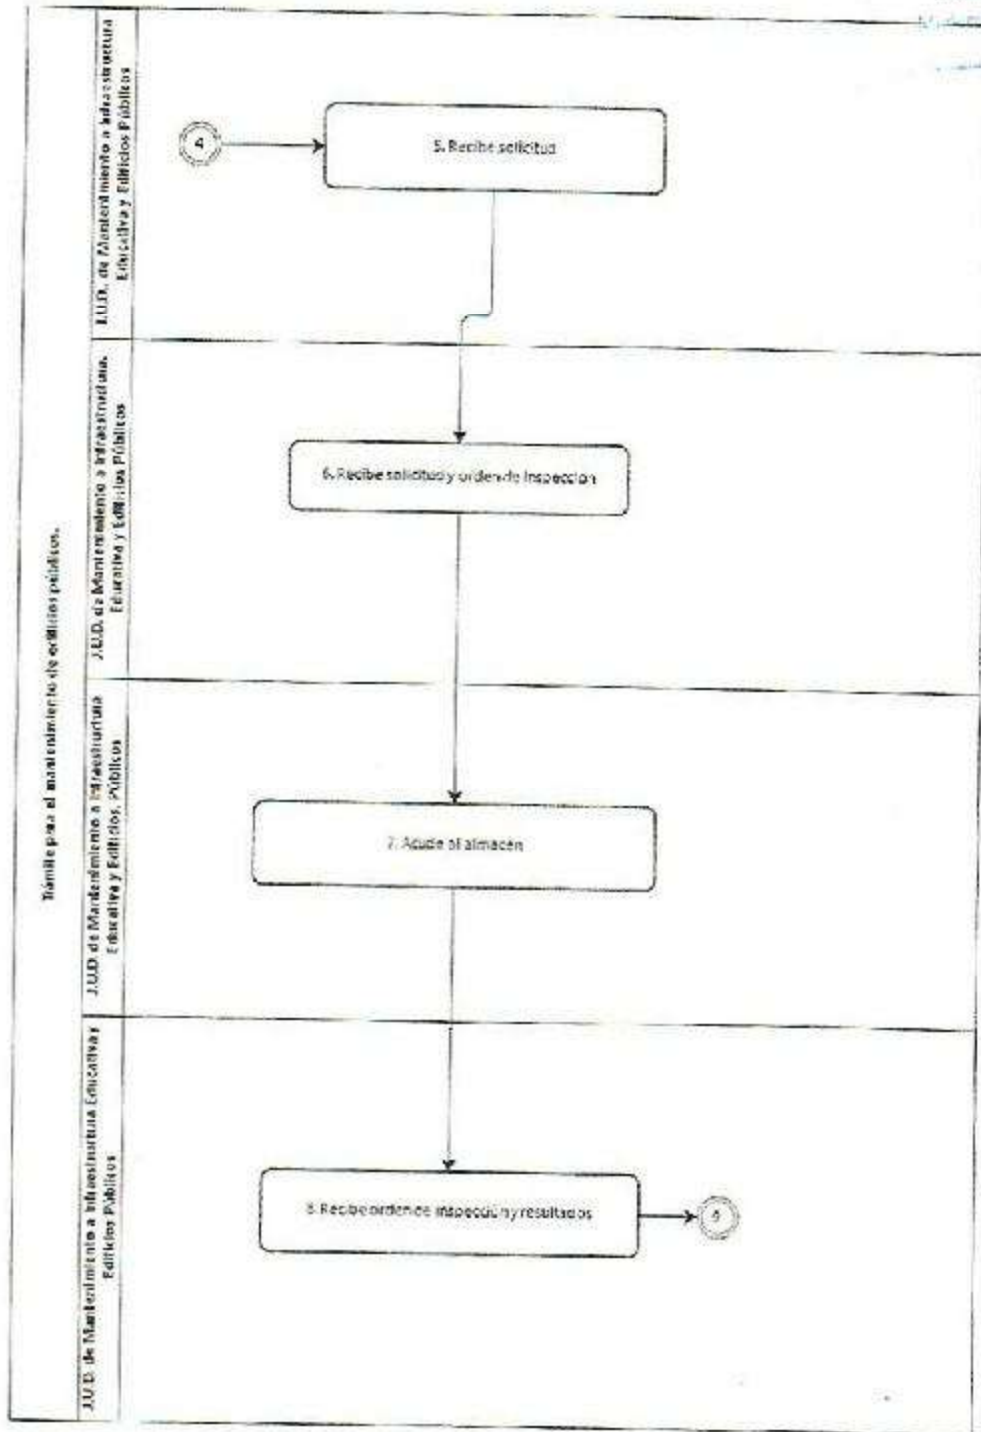 Trámite para el mantenimiento de edificios públicos.
J.U.D. de Mantenimiento a Infraestructura
Educativa y Edificios Públicos
4
5. Recibe solicitud
J.U.D. de Mantenimiento a Infraestructura.
Educativa y Edificios Públicos
6. Recibe solicitud y orden de inspeccion
J.U.D. de Mantenimiento a Infraestructura
Educativa y Edificios. Públicos
7. Acude al almacén
J.U.D. de Mantenimiento a Infraestructura Educativa y
Edificios Públicos
8. Recibe orden de inspección y resultados